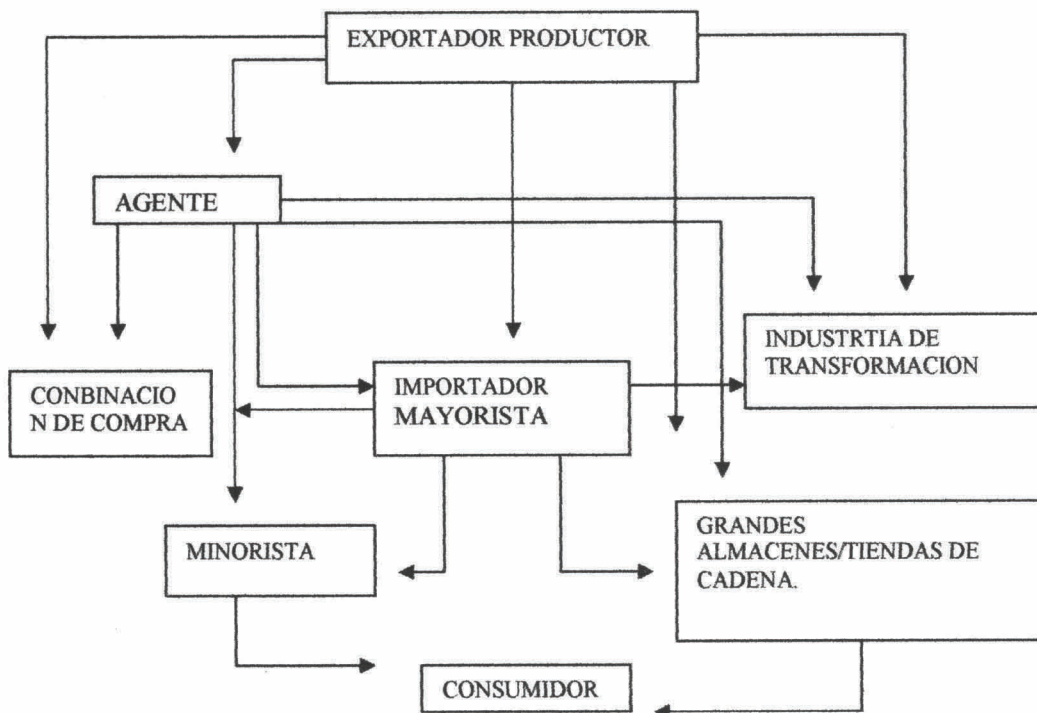 EXPORTADOR PRODUCTOR
AGENTE
INDUSTRTIA DE
TRANSFORMACION
CONBINACIO
N DE COMPRA
IMPORTADOR
MAYORISTA
MINORISTA
GRANDES
ALMACENES/TIENDAS DE
CADENA.
CONSUMIDOR